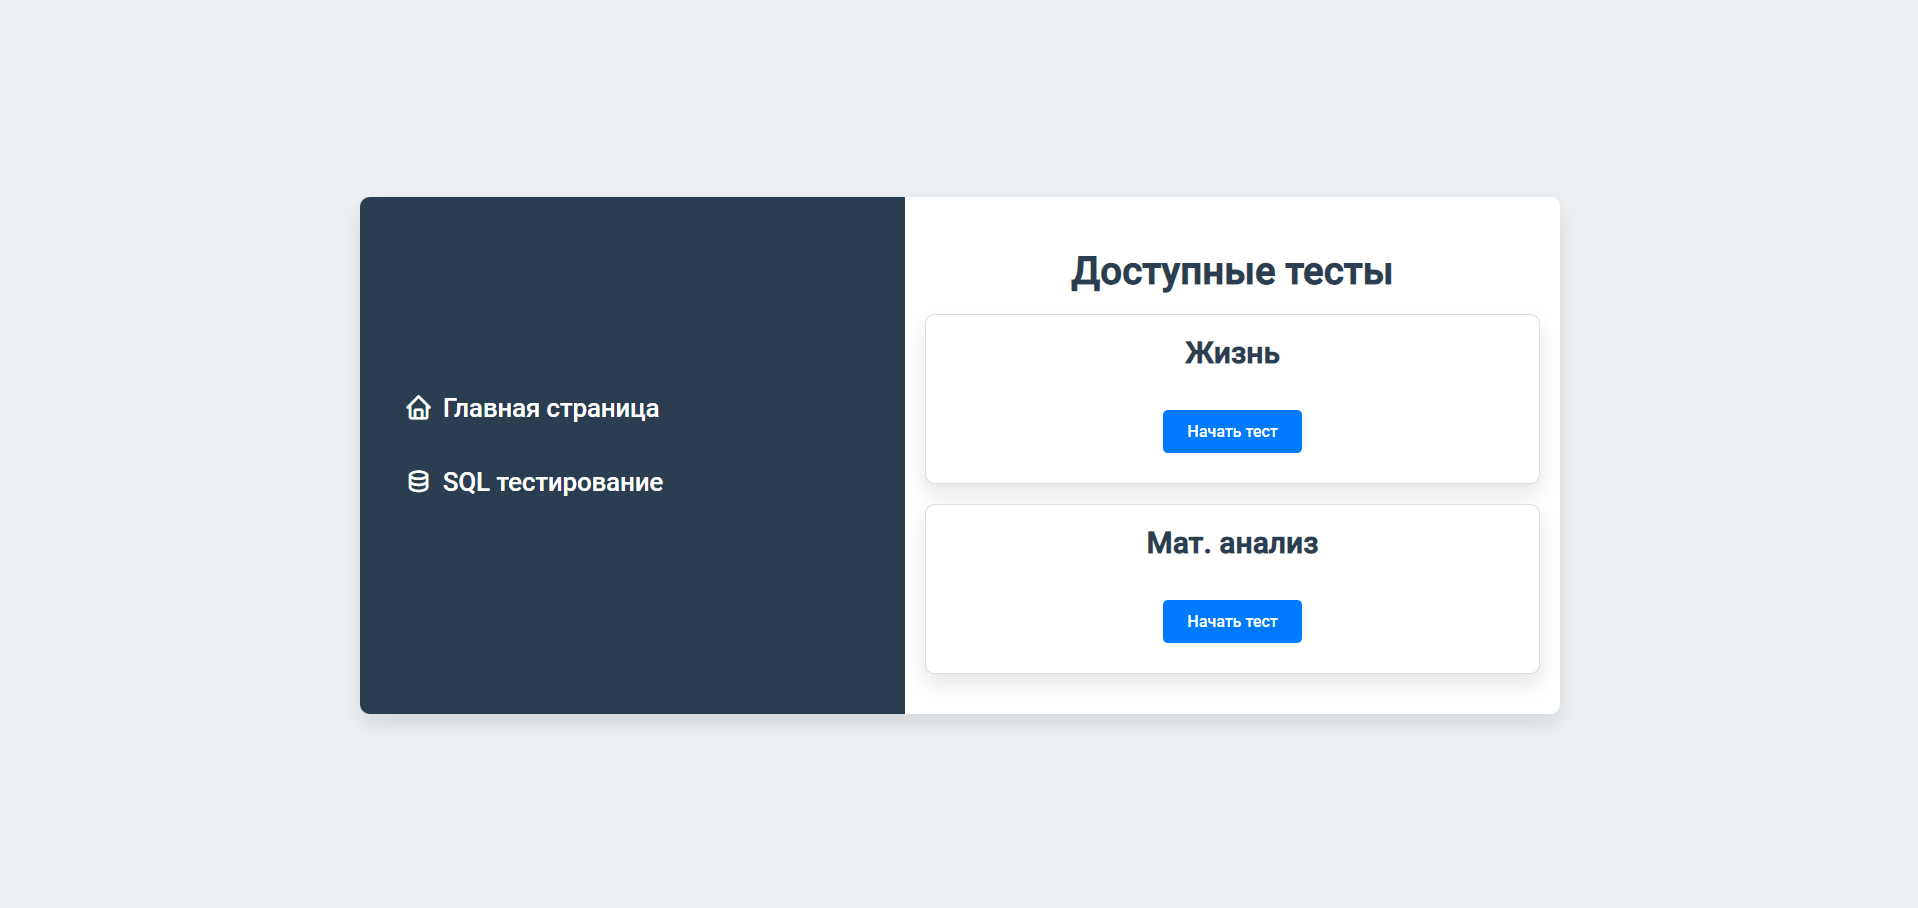 Главная страница
SQL тестирование
Доступные тесты
Жизнь
Начать тест
Мат. анализ
Начать тест